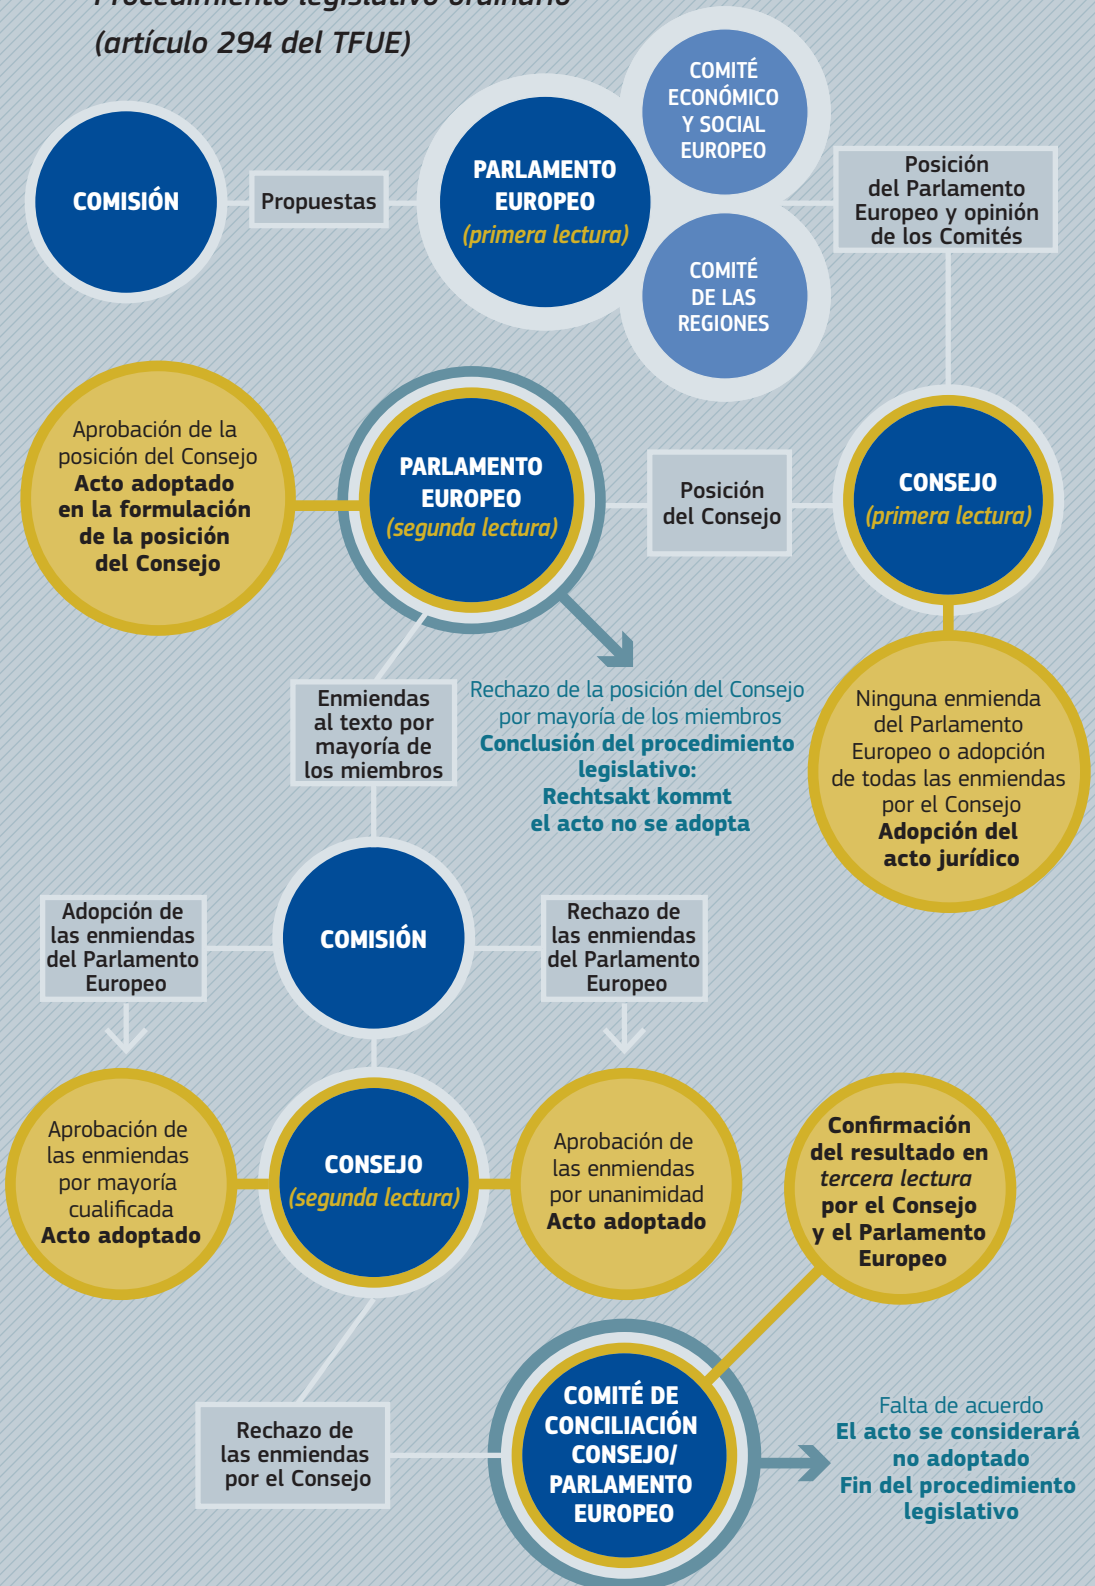 Procedimiento legislativo ordinario
(artículo 294 del TFUE)
COMISIÓN
Propuestas
PARLAMENTO
EUROPEO
(primera lectura)
COMITÉ
ECONÓMICO
Y SOCIAL
EUROPEO
COMITÉ
DE LAS
REGIONES
Posición
del Parlamento
Europeo y opinión
de los Comités
CONSEJO
(primera lectura)
Posición
del Consejo
PARLAMENTO
EUROPEO
(segunda lectura)
Aprobación de la
posición del Consejo
Acto adoptado
en la formulación
de la posición
del Consejo
Ninguna enmienda
del Parlamento
Europeo o adopción
de todas las enmiendas
por el Consejo
Adopción del
acto jurídico
Rechazo de la posición del Consejo
por mayoría de los miembros
Conclusión del procedimiento
legislativo:
Rechtsakt kommt
el acto no se adopta
Enmiendas
al texto por
mayoría de
los miembros
COMISIÓN
Adopción de
las enmiendas
del Parlamento
Europeo
Rechazo de
las enmiendas
del Parlamento
Europeo
Aprobación de
las enmiendas
por mayoría
cualificada
Acto adoptado
CONSEJO
(segunda lectura)
Aprobación de
las enmiendas
por unanimidad
Acto adoptado
Confirmación
del resultado en
tercera lectura
por el Consejo
y el Parlamento
Europeo
Rechazo de
las enmiendas
por el Consejo
COMITÉ DE
CONCILIACIÓN
CONSEJO/
PARLAMENTO
EUROPEO
Falta de acuerdo
El acto se considerará
no adoptado
Fin del procedimiento
legislativo